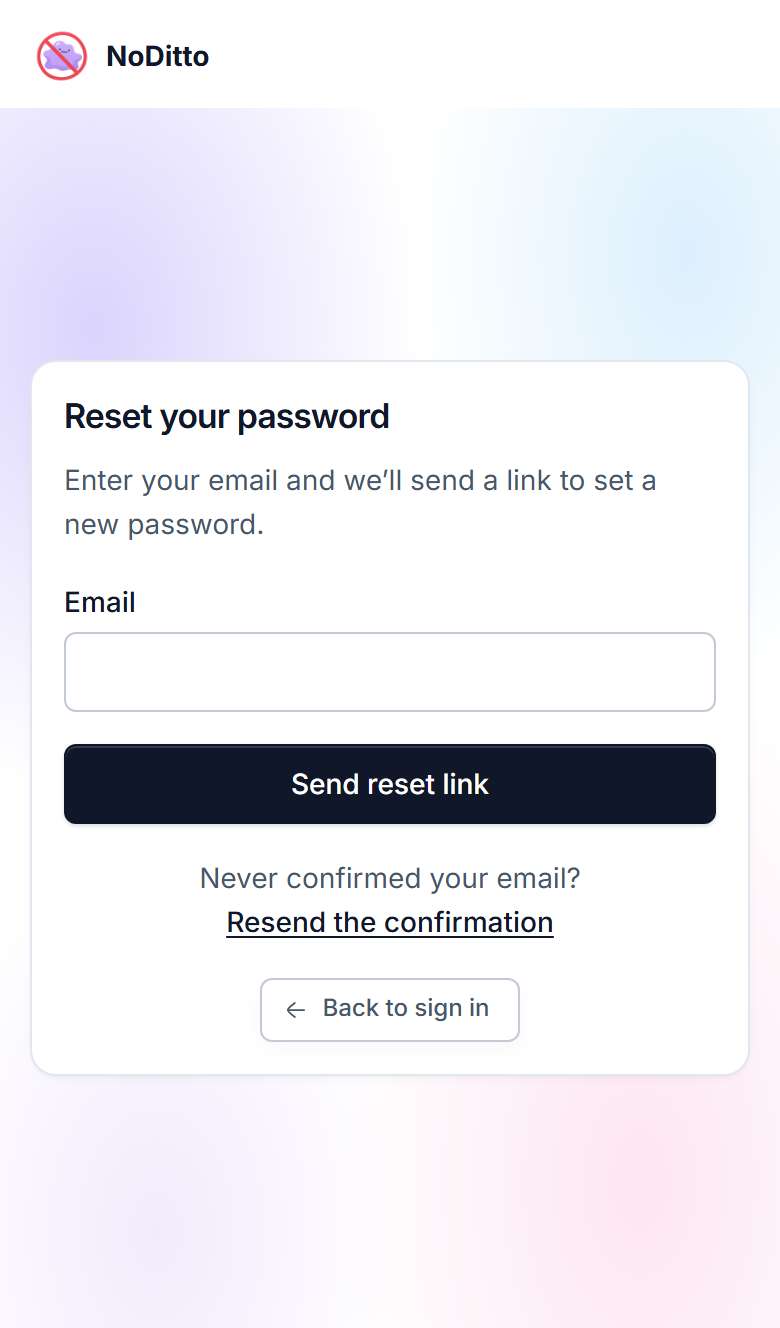 NoDitto
Reset your password
Enter your email and we’ll send a link to set a
new password.
Email
Send reset link
Never confirmed your email?
Resend the confirmation
← Back to sign in